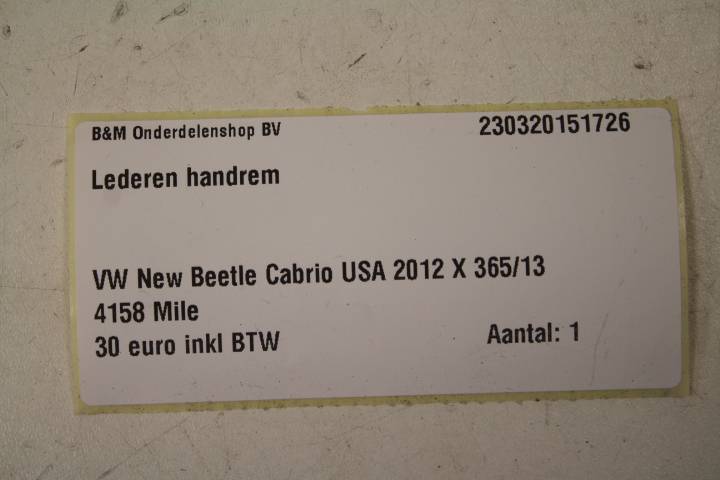 B&M Onderdelenshop BV 230320151726
Lederen handrem
VW New Beetle Cabrio USA 2012 X 365/13
4158 Mile
30 euro inkl BTW Aantal: 1